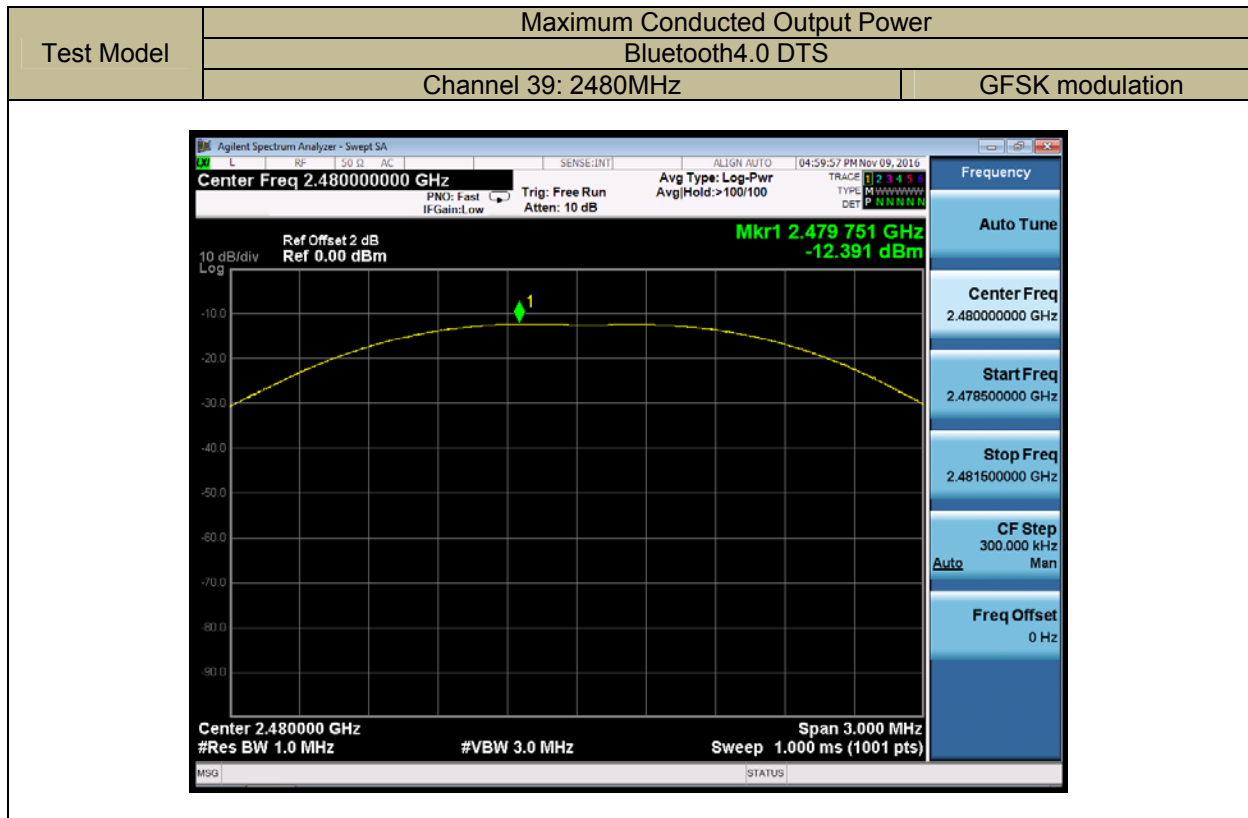 Maximum Conducted Output Power
Test Model
Bluetooth4.0 DTS
Channel 39: 2480MHz GFSK modulation
Agilent Spectrum Analyzer - Swept SA
LXI L RF 50 Ω AC SENSE:INT ALIGN AUTO 04:59:57 PM Nov 09, 2016
Center Freq 2.480000000 GHz
PNO: Fast
IFGain:Low
Trig: Free Run
Atten: 10 dB
Avg Type: Log-Pwr
Avg|Hold:>100/100
TRACE 1 2 3 4 5 6
TYPE M WWWWW
DET P N N N N N
Mkr1 2.479 751 GHz
-12.391 dBm
Ref Offset 2 dB
10 dB/div Ref 0.00 dBm
Log
1
-10.0
-20.0
-30.0
-40.0
-50.0
-60.0
-70.0
-80.0
-90.0
Center 2.480000 GHz Span 3.000 MHz
#Res BW 1.0 MHz #VBW 3.0 MHz Sweep 1.000 ms (1001 pts)
MSG STATUS
Frequency
Auto Tune
Center Freq
2.480000000 GHz
Start Freq
2.478500000 GHz
Stop Freq
2.481500000 GHz
CF Step
300.000 kHz
Auto Man
Freq Offset
0 Hz